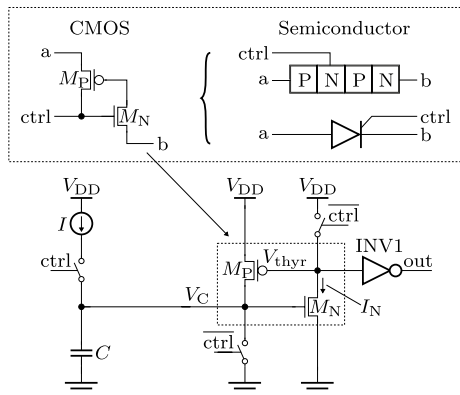 CMOS
Semiconductor
a
M_P
ctrl
M_N
b
ctrl
a
P N P N
b
a
ctrl
b
V_DD
V_DD
V_DD
I
ctrl
ctrl
INV1
M_P
V_thyr
out
V_C
M_N
I_N
ctrl
C